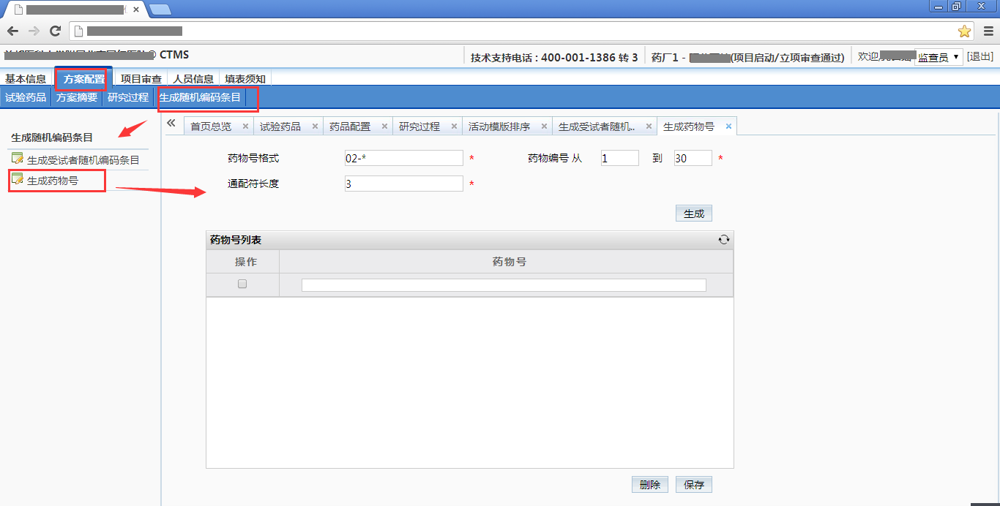 CTMS
技术支持电话 : 400-001-1386 转 3
药厂1 - (项目启动/立项审查通过)
欢迎 监查员 [退出]
基本信息 方案配置 项目审查 人员信息 填表须知
试验药品 方案摘要 研究过程 生成随机编码条目
生成随机编码条目
生成受试者随机编码条目
生成药物号
首页总览 试验药品 药品配置 研究过程 活动模版排序 生成受试者随机.. 生成药物号
药物号格式 02-* * 药物编号 从 1 到 30 *
通配符长度 3 *
生成
药物号列表
操作 药物号
删除 保存